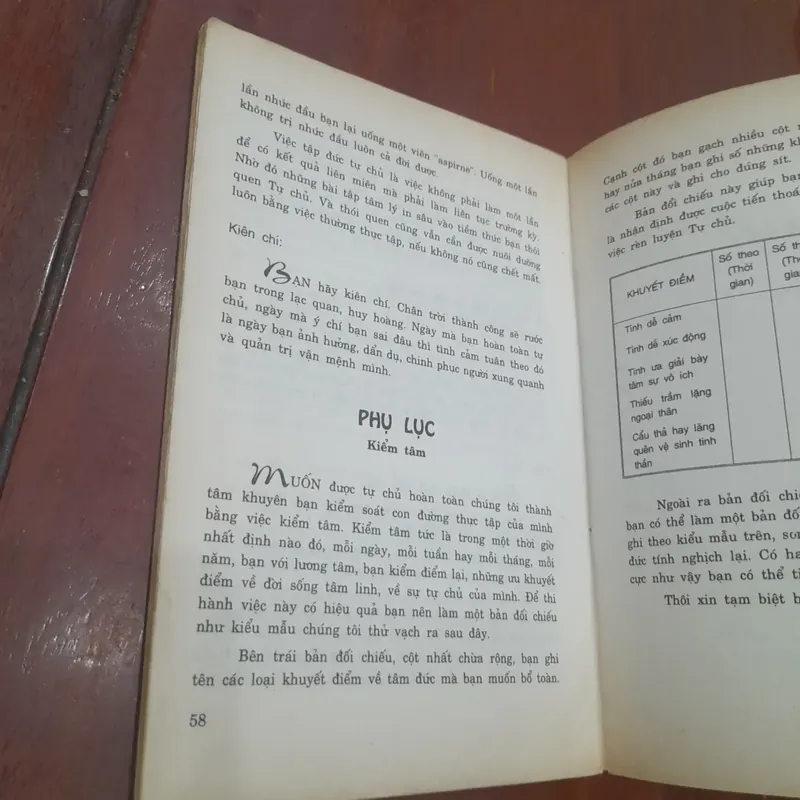 lần nhức đầu bạn lại uống một viên "aspirne". Uống một lần
không trị nhức đầu luôn cả đời được.
Việc tập đức tự chủ là việc không phải làm một lần
để có kết quả liên miên mà phải làm liên tục trường kỳ.
Nhờ đó những bài tập tâm lý in sâu vào tiềm thức bạn thói
quen Tự chủ. Và thói quen cũng vẫn cần được nuôi dưỡng
luôn bằng việc thường thực tập, nếu không nó cũng chết mất.
Kiên chí:
BẠN hãy kiên chí. Chân trời thành công sẽ rước
bạn trong lạc quan, huy hoàng. Ngày mà bạn hoàn toàn tự
chủ, ngày mà ý chí bạn sai đâu thì tình cảm tuân theo đó
là ngày bạn ảnh hưởng, dẩn dụ, chinh phục người xung quanh
và quản trị vận mệnh mình.
PHỤ LỤC
Kiểm tâm
MUỐN được tự chủ hoàn toàn chúng tôi thành
tâm khuyên bạn kiểm soát con đường thực tập của mình
bằng việc kiểm tâm. Kiểm tâm tức là trong một thời giờ
nhất định nào đó, mỗi ngày, mỗi tuần hay mỗi tháng, mỗi
năm, bạn với lương tâm, bạn kiểm điểm lại, những ưu khuyết
điểm về đời sống tâm linh, về sự tự chủ của mình. Để thi
hành việc này có hiệu quả bạn nên làm một bản đối chiếu
như kiểu mẫu chúng tôi thử vạch ra sau đây.
Bên trái bản đối chiếu, cột nhất chừa rộng, bạn ghi
tên các loại khuyết điểm về tâm đức mà bạn muốn bổ toàn.
58
Cạnh cột đó bạn gạch nhiều cột
hay nửa tháng bạn ghi số những
các cột này và ghi cho đúng sít.
Bản đối chiếu này giúp bạn
là nhận định được cuộc tiến thoái
việc rèn luyện Tự chủ.
KHUYẾT ĐIỂM
Số theo
(Thời
gian)
Số
Tính dễ cảm
Tính dễ xúc động
Tính ưa giải bày
tâm sự vô ích
Thiếu trầm lặng
ngoại thân
Cẩu thả hay lãng
quên vệ sinh tinh
thần
Ngoài ra bản đối
bạn có thể làm một bản đối
ghi theo kiểu mẫu trên,
đức tính nghịch lại. Có
cực như vậy bạn có thể
Thôi xin tạm biệt